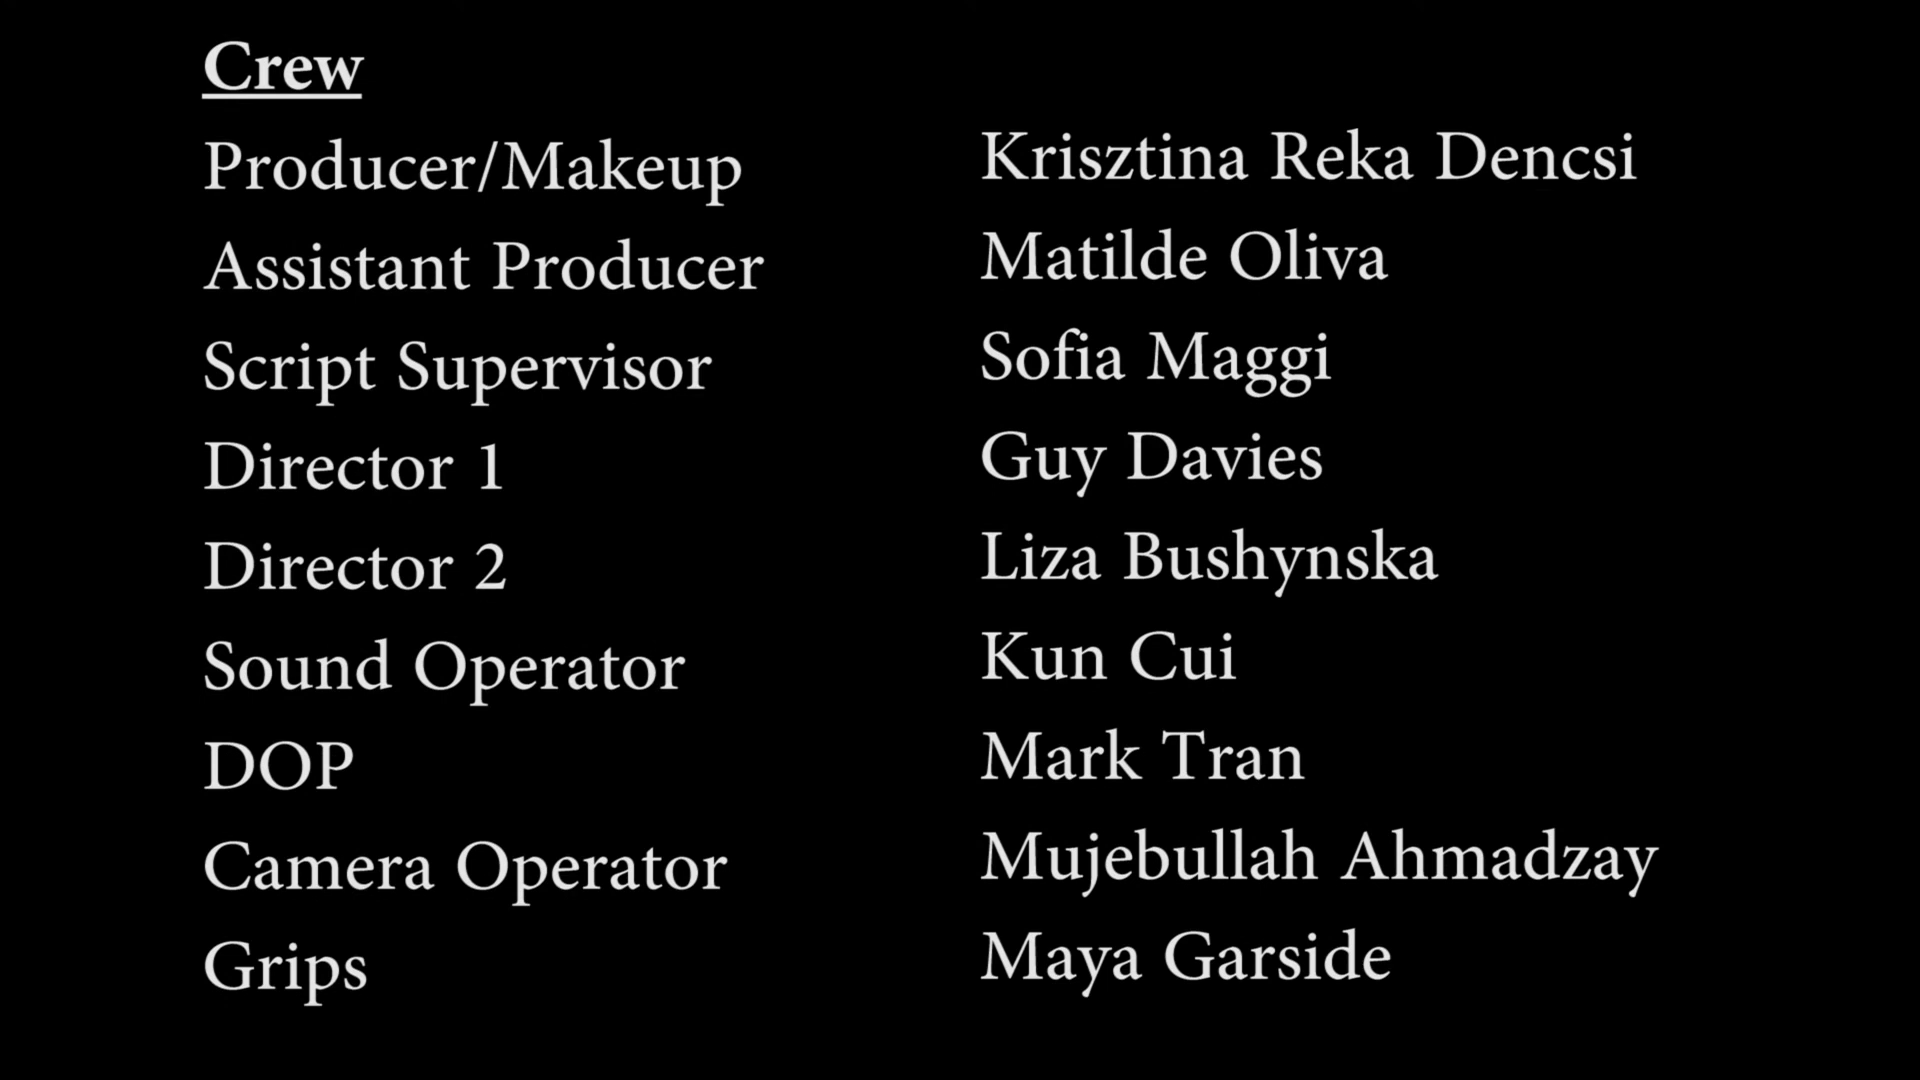 Crew
Producer/Makeup Krisztina Reka Dencsi
Assistant Producer Matilde Oliva
Script Supervisor Sofia Maggi
Director 1 Guy Davies
Director 2 Liza Bushynska
Sound Operator Kun Cui
DOP Mark Tran
Camera Operator Mujebullah Ahmadzay
Grips Maya Garside